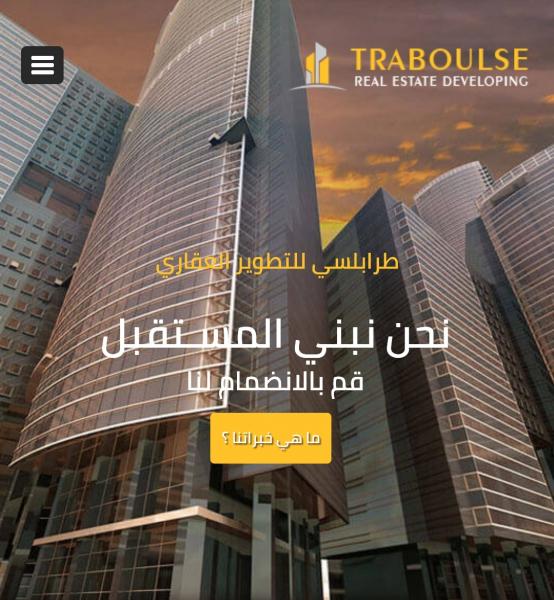 TRABOULSE
REAL ESTATE DEVELOPING
طرابلسي للتطوير العقاري
نحن نبني المستقبل
قم بالانضمام لنا
ما هي خبراتنا ؟